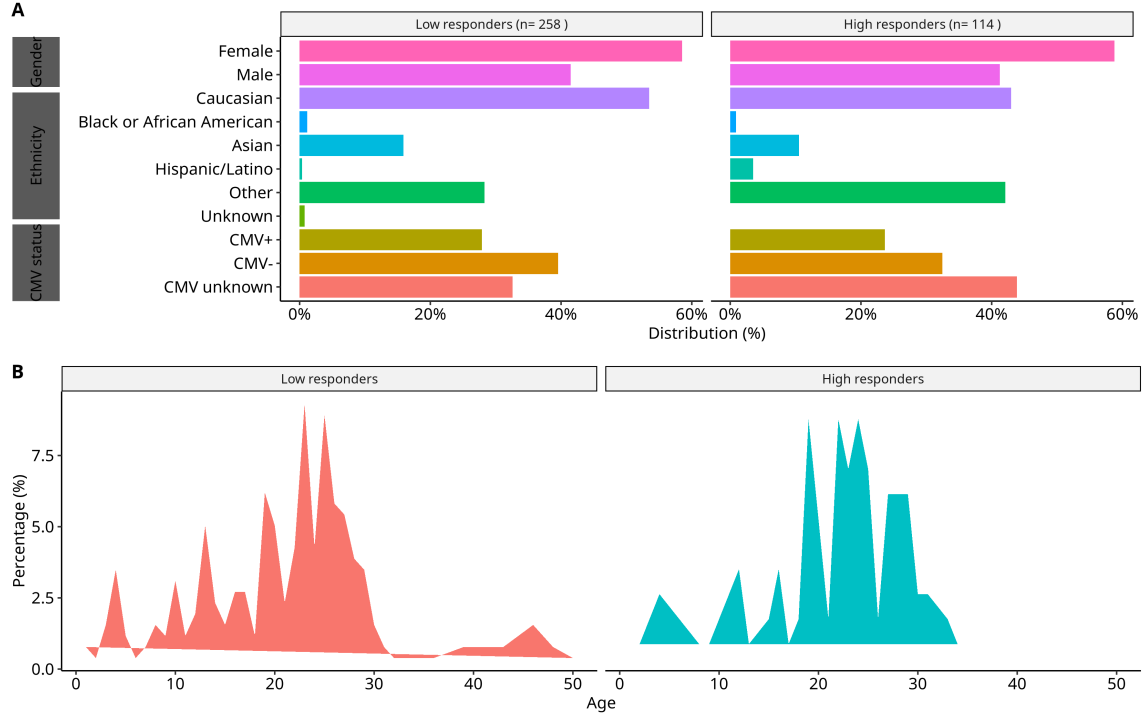 A
Low responders (n= 258 )
High responders (n= 114 )
Gender
Female
Male
Ethnicity
Caucasian
Black or African American
Asian
Hispanic/Latino
Other
Unknown
CMV status
CMV+
CMV-
CMV unknown
0% 20% 40% 60%
0% 20% 40% 60%
Distribution (%)
B
Low responders
High responders
Percentage (%)
7.5
5.0
2.5
0.0
0 10 20 30 40 50
0 10 20 30 40 50
Age